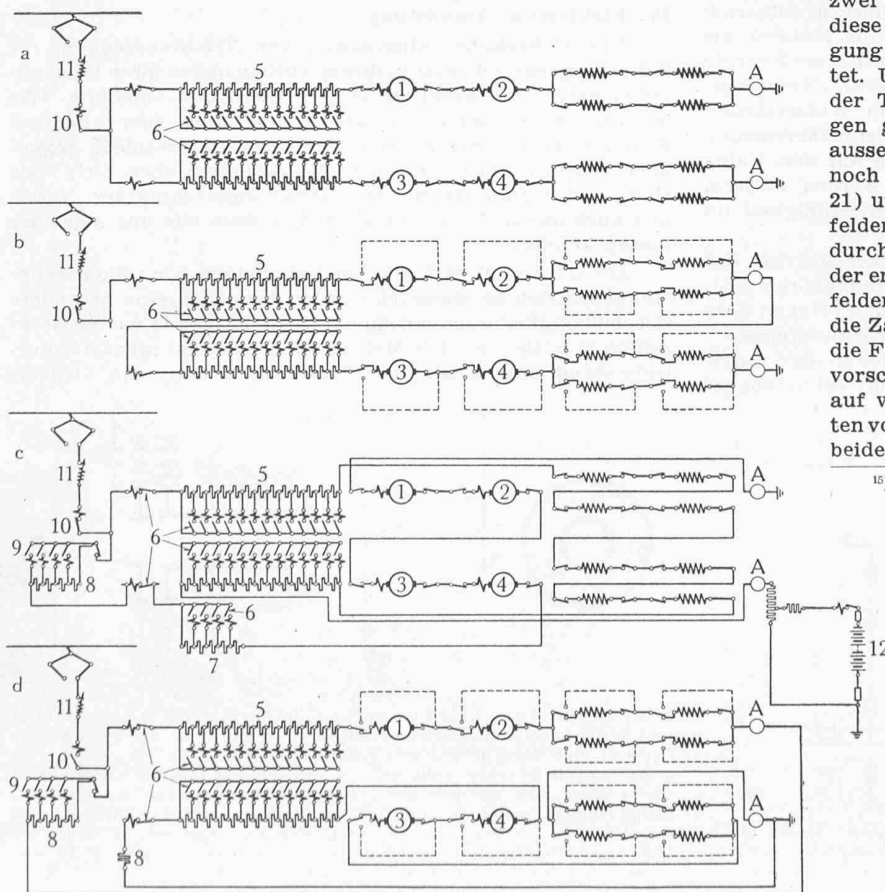 a
11
10
5
6
1
2
3
4
A
A
b
11
10
5
6
1
2
3
4
A
A
c
11
10
9
8
5
6
6
7
1
2
3
4
A
A
12
d
11
10
9
8
8
5
6
1
2
3
4
A
A
zwei
diese
gung
tet. U
der T
gen g
ausse
noch
21) u
felder
durch
der er
felder
die Za
die F
auf v
ten vo
beide
15